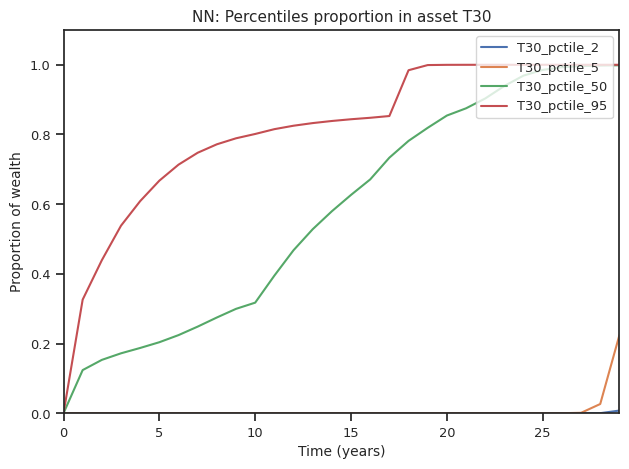 NN: Percentiles proportion in asset T30
T30_pctile_2
T30_pctile_5
T30_pctile_50
T30_pctile_95
Proportion of wealth
1.0
0.8
0.6
0.4
0.2
0.0
0 5 10 15 20 25
Time (years)